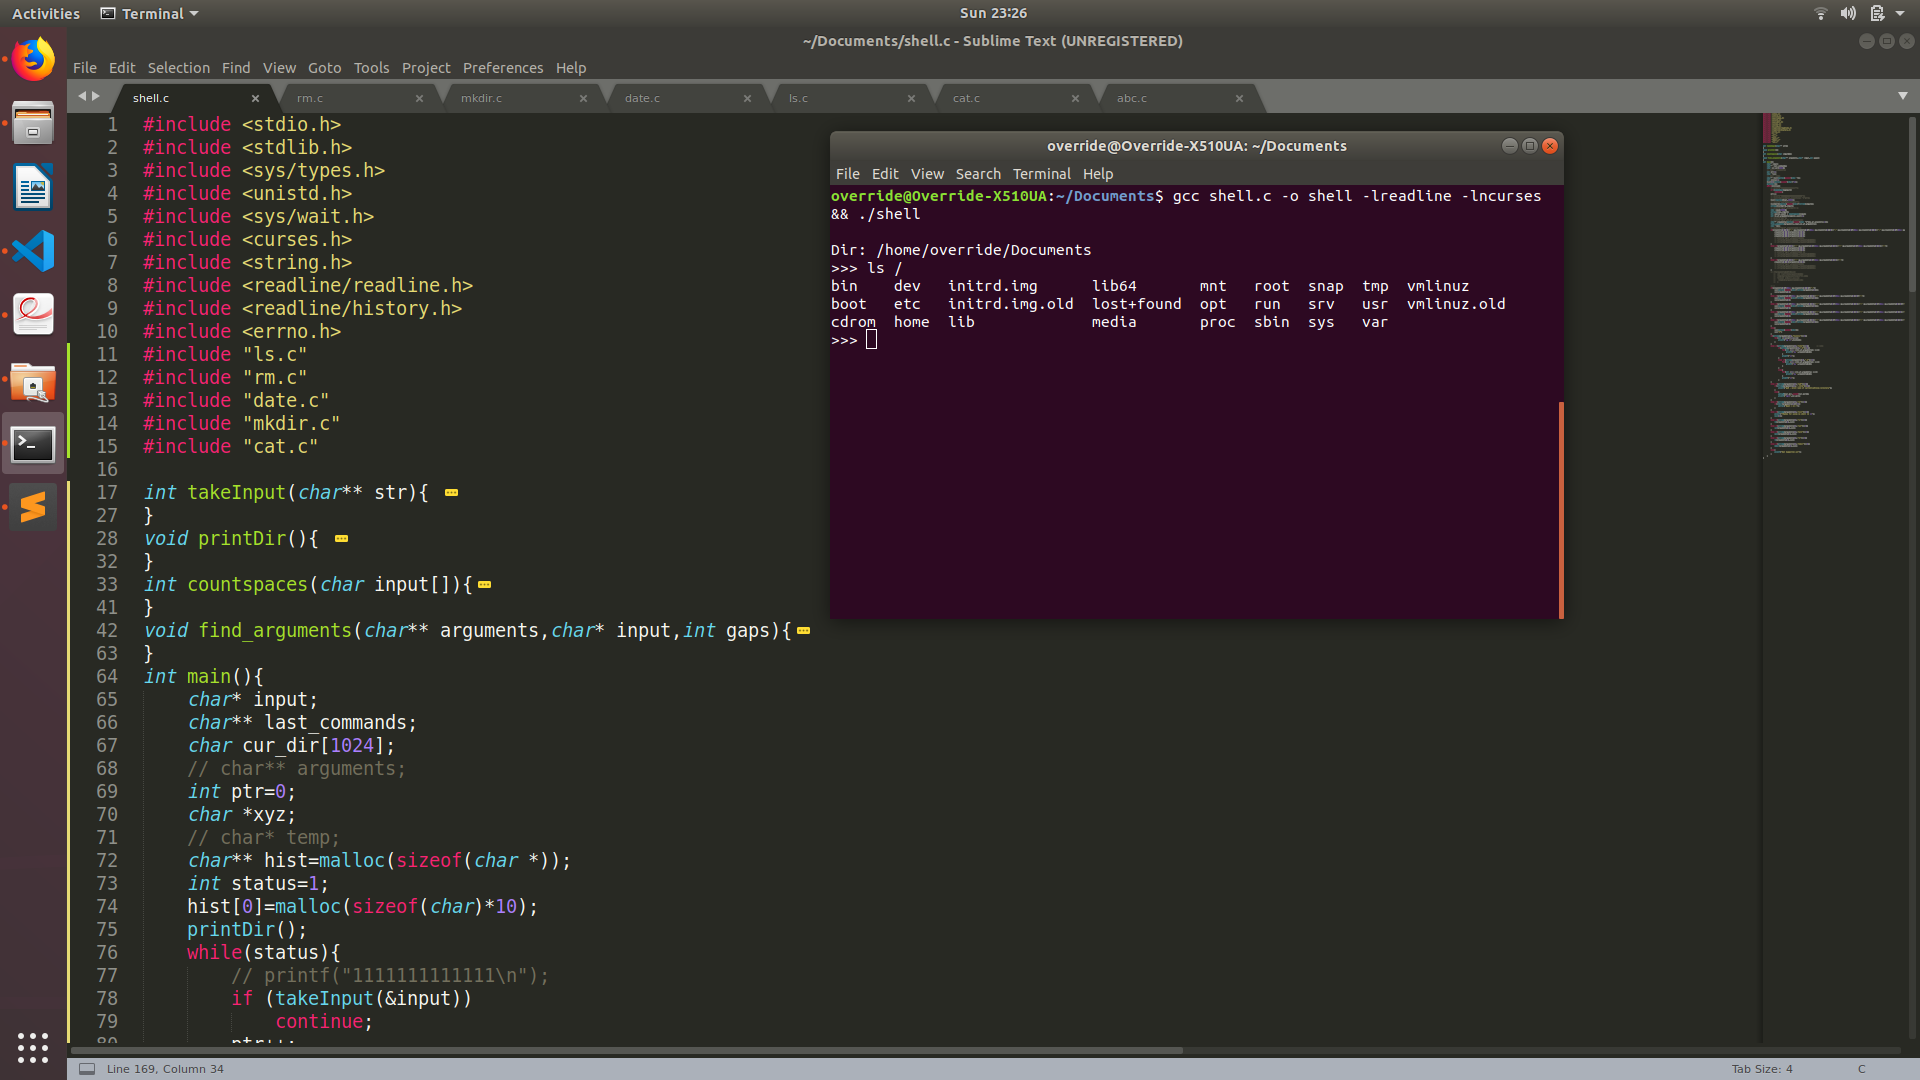 Activities Terminal Sun 23:26
~/Documents/shell.c - Sublime Text (UNREGISTERED)
File Edit Selection Find View Goto Tools Project Preferences Help
shell.c rm.c mkdir.c date.c ls.c cat.c abc.c
1 #include <stdio.h>
2 #include <stdlib.h>
3 #include <sys/types.h>
4 #include <unistd.h>
5 #include <sys/wait.h>
6 #include <curses.h>
7 #include <string.h>
8 #include <readline/readline.h>
9 #include <readline/history.h>
10 #include <errno.h>
11 #include "ls.c"
12 #include "rm.c"
13 #include "date.c"
14 #include "mkdir.c"
15 #include "cat.c"
16
17 int takeInput(char** str){
27 }
28 void printDir(){
32 }
33 int countspaces(char input[]){
41 }
42 void find_arguments(char** arguments,char* input,int gaps){
63 }
64 int main(){
65 char* input;
66 char** last_commands;
67 char cur_dir[1024];
68 // char** arguments;
69 int ptr=0;
70 char *xyz;
71 // char* temp;
72 char** hist=malloc(sizeof(char *));
73 int status=1;
74 hist[0]=malloc(sizeof(char)*10);
75 printDir();
76 while(status){
77 // printf("1111111111111\n");
78 if (takeInput(&input))
79 continue;
80 ptr++;
override@Override-X510UA: ~/Documents
File Edit View Search Terminal Help
override@Override-X510UA:~/Documents$ gcc shell.c -o shell -lreadline -lncurses
&& ./shell
Dir: /home/override/Documents
>>> ls /
bin dev initrd.img lib64 mnt root snap tmp vmlinuz
boot etc initrd.img.old lost+found opt run srv usr vmlinuz.old
cdrom home lib media proc sbin sys var
>>>
Line 169, Column 34 Tab Size: 4 C